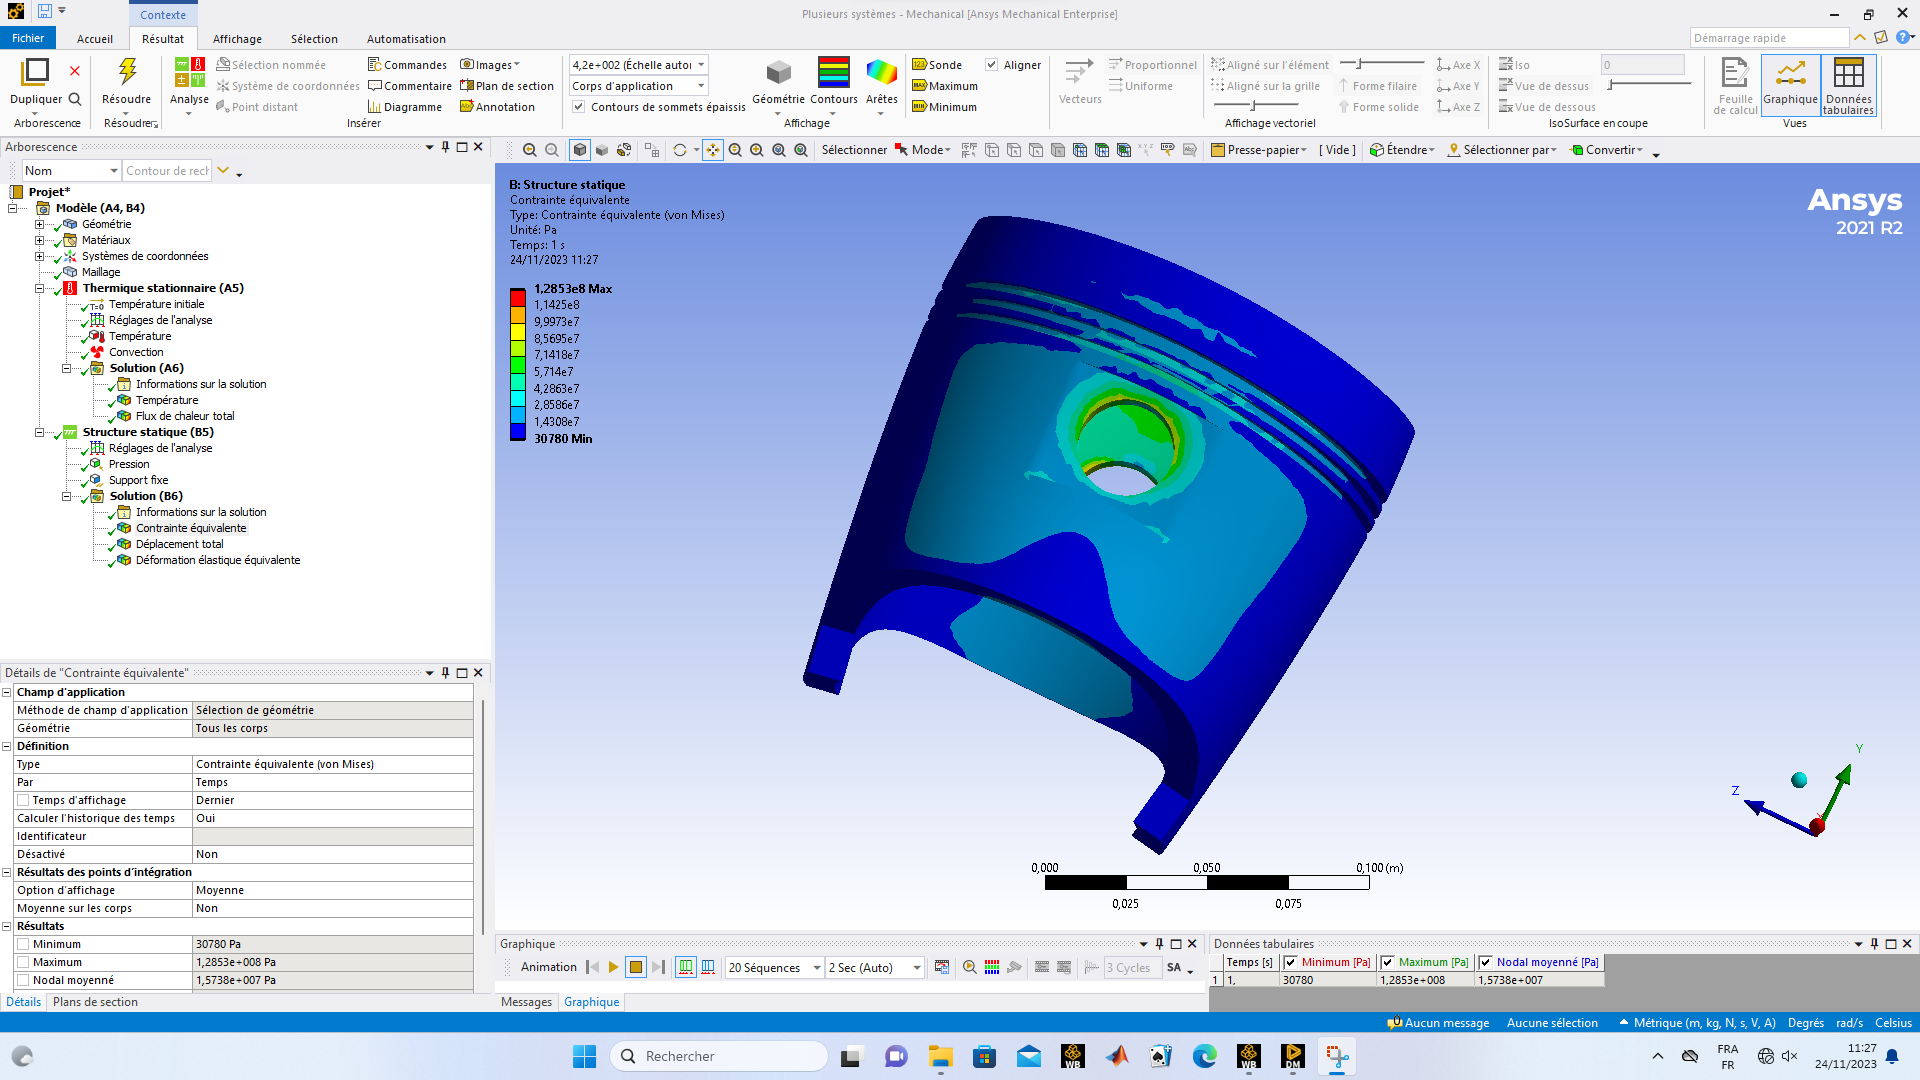 Contexte
Plusieurs systèmes - Mechanical [Ansys Mechanical Enterprise]
Fichier
Accueil
Résultat
Affichage
Sélection
Automatisation
Démarrage rapide
Dupliquer
Arborescence
Résoudre
Résoudre
Analyse
Sélection nommée
Système de coordonnées
Point distant
Commandes
Commentaire
Diagramme
Images
Plan de section
Annotation
Insérer
4,2e+002 (Échelle autor
Corps d'application
Contours de sommets épaissis
Géométrie
Contours
Arêtes
Affichage
Sonde
Maximum
Minimum
Aligner
Vecteurs
Proportionnel
Uniforme
Aligné sur l'élément
Aligné sur la grille
Forme filaire
Forme solide
Axe X
Axe Y
Axe Z
Affichage vectoriel
Iso
Vue de dessus
Vue de dessous
0
IsoSurface en coupe
Feuille de calcul
Graphique
Données tabulaires
Vues
Arborescence
Nom
Contour de rech
Sélectionner
Mode
Presse-papier
[ Vide ]
Étendre
Sélectionner par
Convertir
Projet*
Modèle (A4, B4)
Géométrie
Matériaux
Systèmes de coordonnées
Maillage
Thermique stationnaire (A5)
Température initiale
Réglages de l'analyse
Température
Convection
Solution (A6)
Informations sur la solution
Température
Flux de chaleur total
Structure statique (B5)
Réglages de l'analyse
Pression
Support fixe
Solution (B6)
Informations sur la solution
Contrainte équivalente
Déplacement total
Déformation élastique équivalente
B: Structure statique
Contrainte équivalente
Type: Contrainte équivalente (von Mises)
Unité: Pa
Temps: 1 s
24/11/2023 11:27
1,2853e8 Max
1,1425e8
9,9973e7
8,5695e7
7,1418e7
5,714e7
4,2863e7
2,8586e7
1,4308e7
30780 Min
Ansys
2021 R2
Y
Z
X
0,000
0,050
0,100 (m)
0,025
0,075
Détails de "Contrainte équivalente"
Champ d'application
Méthode de champ d'application Sélection de géométrie
Géométrie Tous les corps
Définition
Type Contrainte équivalente (von Mises)
Par Temps
Temps d'affichage Dernier
Calculer l'historique des temps Oui
Identificateur
Désactivé Non
Résultats des points d'intégration
Option d'affichage Moyenne
Moyenne sur les corps Non
Résultats
Minimum 30780 Pa
Maximum 1,2853e+008 Pa
Nodal moyenné 1,5738e+007 Pa
Détails
Plans de section
Graphique
Animation
20 Séquences
2 Sec (Auto)
3 Cycles
SA
Messages
Graphique
Données tabulaires
Temps [s] Minimum [Pa] Maximum [Pa] Nodal moyenné [Pa]
1 1, 30780 1,2853e+008 1,5738e+007
Aucun message
Aucune sélection
Métrique (m, kg, N, s, V, A)
Degrés
rad/s
Celsius
Rechercher
WB
WB
DM
FRA
FR
11:27
24/11/2023